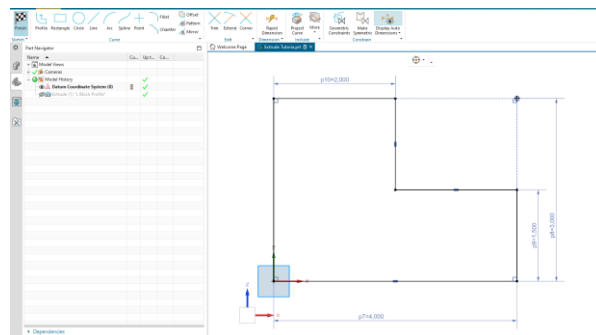 Finish Profile Rectangle Circle Line Arc Spline Point Fillet Chamfer Offset Pattern Mirror Trim Extend Corner Rapid Dimension Project Curve More Geometric Constraints Make Symmetric Display Auto Dimensions
Curve Edit Dimension Include Constrain
Part Navigator
Welcome Page Extrude Tutorial.prt
Name Co... Up t... Co...
Model Views
Cameras
Model History
Datum Coordinate System (0)
Extrude (1) "L Block Profile"
p10=2,000
p9=1,500
p8=3,000
Y
X
Z
X
p7=4,000
Dependencies